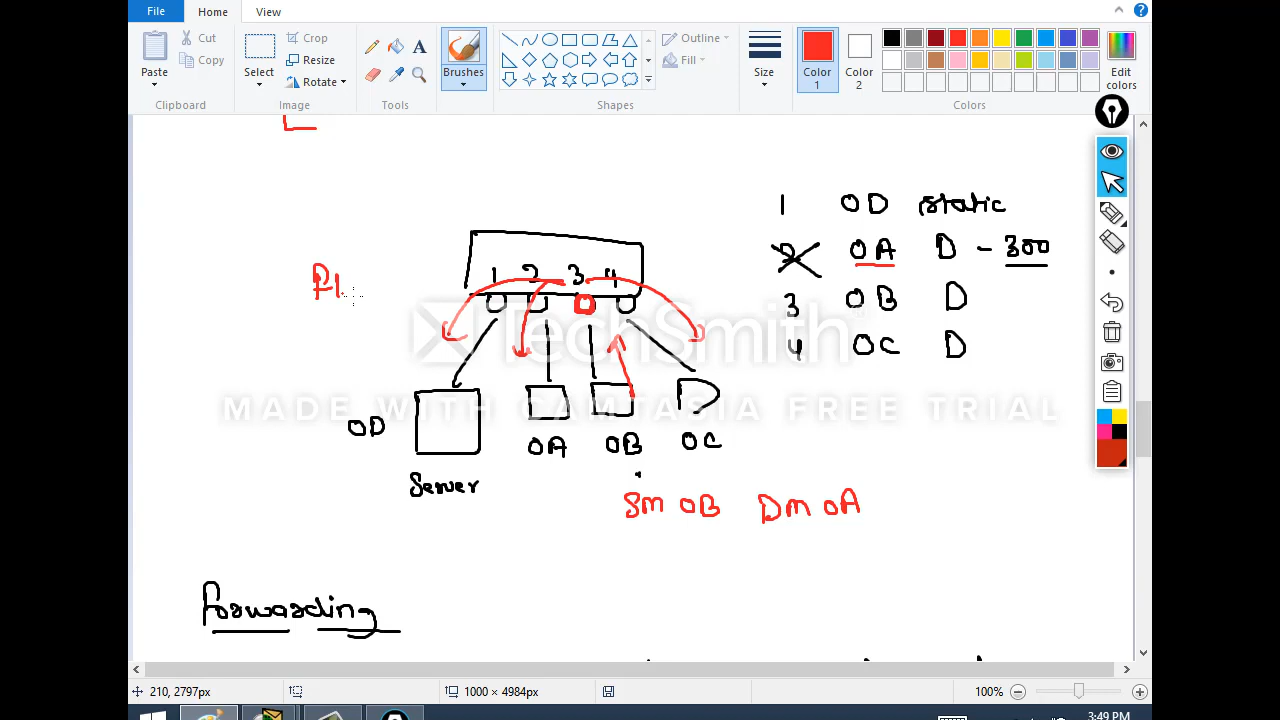 File Home View
Cut
Copy
Paste
Clipboard
Select
Crop
Resize
Rotate
Image
A
Tools
Brushes
Outline
Fill
Shapes
Size
Color 1
Color 2
Edit colors
Colors
1 0D static
2 0A D - 300
3 0B D
4 0C D
1 2 3 4
Fl
TechSmith
MADE WITH CAMTASIA FREE TRIAL
0D 0A 0B 0C
Server
SM 0B DM 0A
Forwarding
210, 2797px
1000 × 4984px
100%
3:49 PM